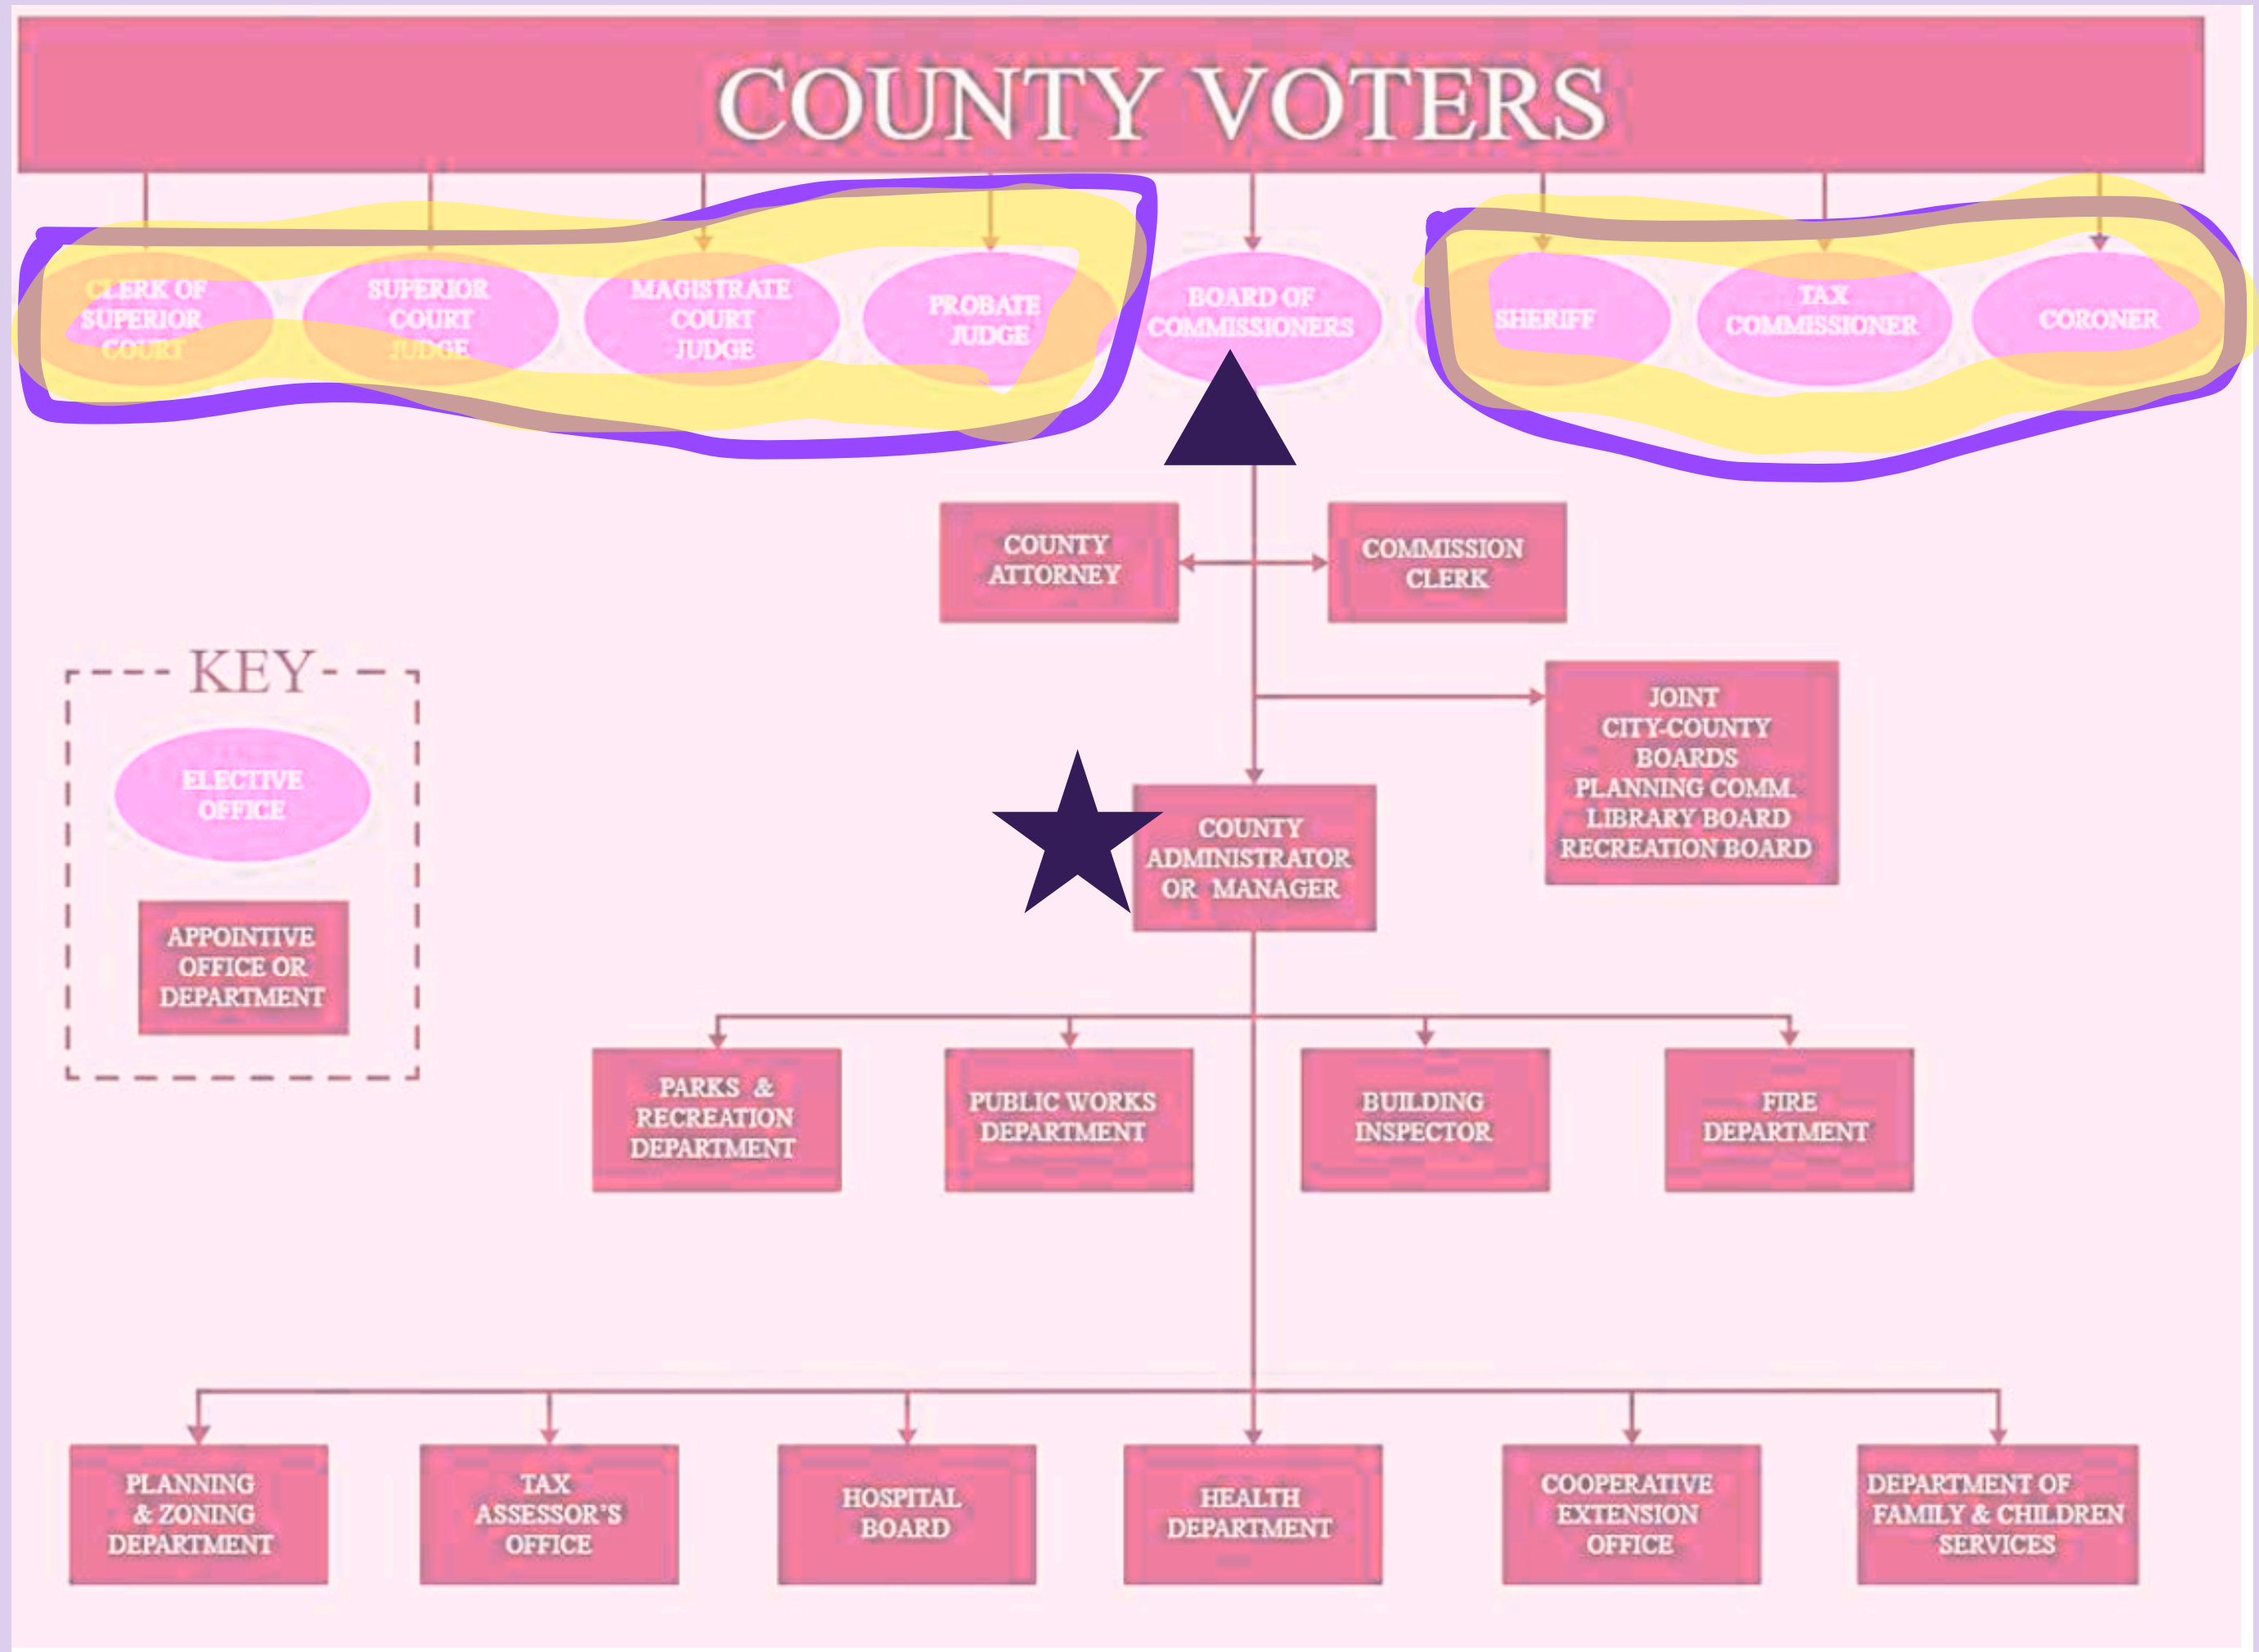 COUNTY VOTERS
CLERK OF
SUPERIOR
COURT
SUPERIOR
COURT
JUDGE
MAGISTRATE
COURT
JUDGE
PROBATE
JUDGE
BOARD OF
COMMISSIONERS
SHERIFF
TAX
COMMISSIONER
CORONER
COUNTY
ATTORNEY
COMMISSION
CLERK
KEY
ELECTIVE
OFFICE
APPOINTIVE
OFFICE OR
DEPARTMENT
JOINT
CITY-COUNTY
BOARDS
PLANNING COMM.
LIBRARY BOARD
RECREATION BOARD
COUNTY
ADMINISTRATOR
OR MANAGER
PARKS &
RECREATION
DEPARTMENT
PUBLIC WORKS
DEPARTMENT
BUILDING
INSPECTOR
FIRE
DEPARTMENT
PLANNING
& ZONING
DEPARTMENT
TAX
ASSESSOR'S
OFFICE
HOSPITAL
BOARD
HEALTH
DEPARTMENT
COOPERATIVE
EXTENSION
OFFICE
DEPARTMENT OF
FAMILY & CHILDREN
SERVICES